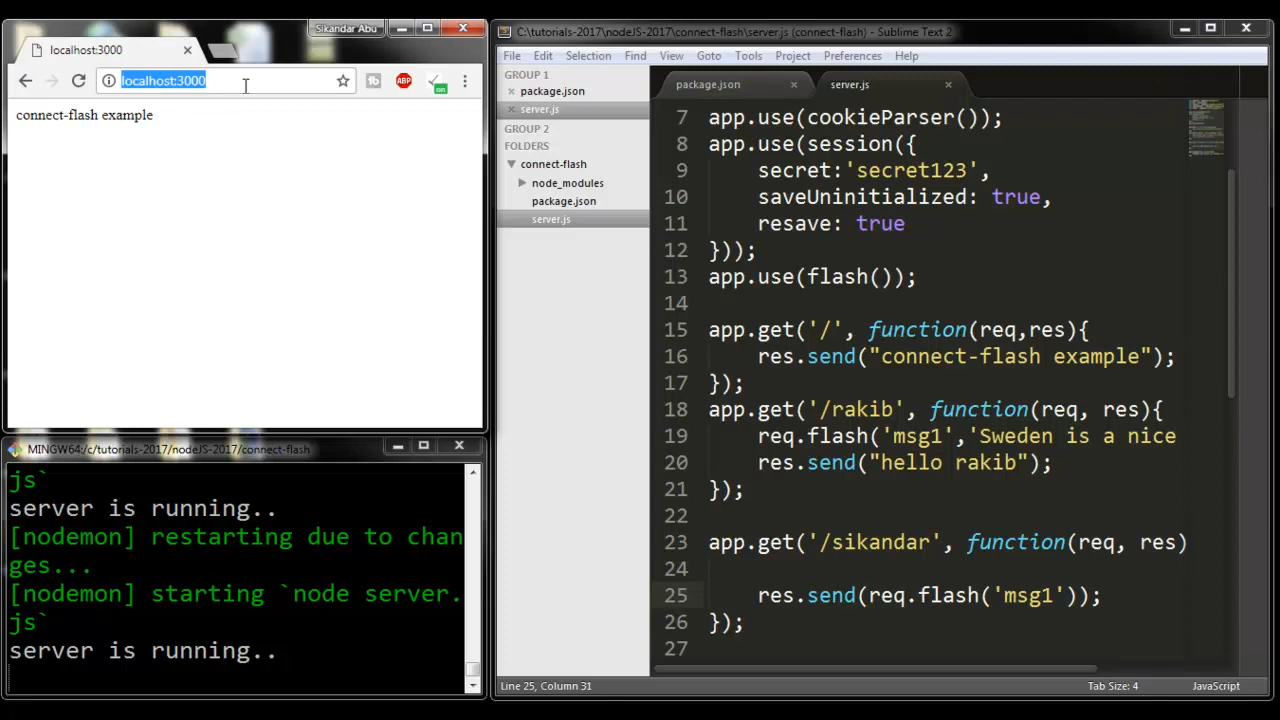 Sikandar Abu
localhost:3000
localhost:3000
ABP
on
connect-flash example
MINGW64:/c/tutorials-2017/nodeJS-2017/connect-flash
js`
server is running..
[nodemon] restarting due to chan
ges...
[nodemon] starting `node server.
js`
server is running..
C:\tutorials-2017\nodeJS-2017\connect-flash\server.js (connect-flash) - Sublime Text 2
File Edit Selection Find View Goto Tools Project Preferences Help
GROUP 1
package.json
server.js
GROUP 2
FOLDERS
connect-flash
node_modules
package.json
server.js
package.json server.js
7 app.use(cookieParser());
8 app.use(session({
9 secret:'secret123',
10 saveUninitialized: true,
11 resave: true
12 }));
13 app.use(flash());
14
15 app.get('/', function(req,res){
16 res.send("connect-flash example");
17 });
18 app.get('/rakib', function(req, res){
19 req.flash('msg1','Sweden is a nice
20 res.send("hello rakib");
21 });
22
23 app.get('/sikandar', function(req, res)
24
25 res.send(req.flash('msg1'));
26 });
27
Line 25, Column 31 Tab Size: 4 JavaScript